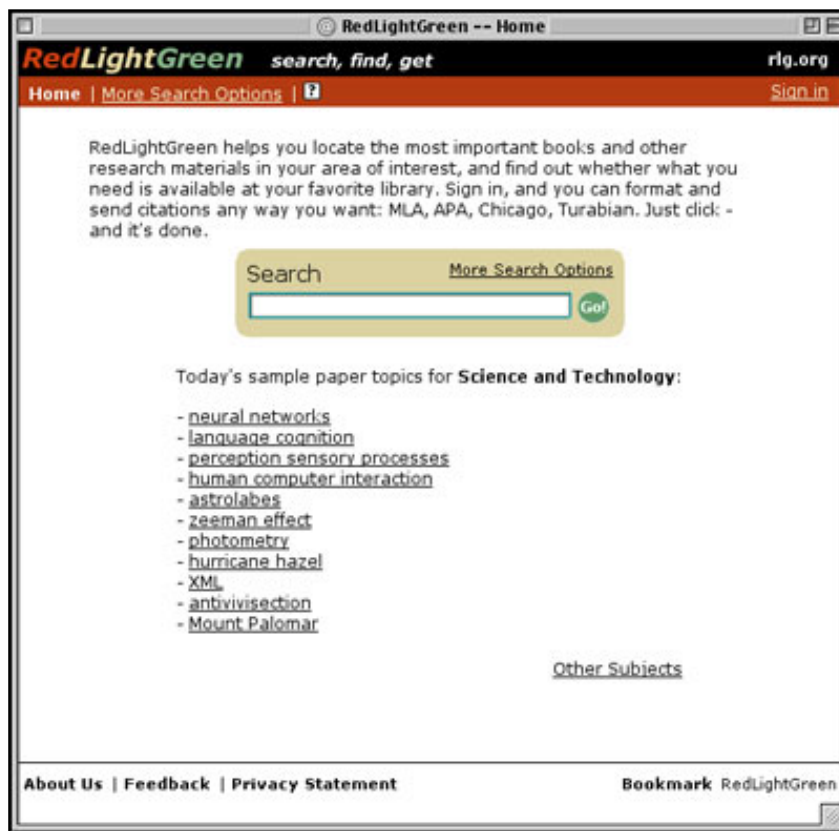 RedLightGreen -- Home
RedLightGreen search, find, get rlg.org
Home | More Search Options | ? Sign in
RedLightGreen helps you locate the most important books and other
research materials in your area of interest, and find out whether what you
need is available at your favorite library. Sign in, and you can format and
send citations any way you want: MLA, APA, Chicago, Turabian. Just click -
and it's done.
Search More Search Options
Go!
Today's sample paper topics for Science and Technology:
- neural networks
- language cognition
- perception sensory processes
- human computer interaction
- astrolabes
- zeeman effect
- photometry
- hurricane hazel
- XML
- antivivisection
- Mount Palomar
Other Subjects
About Us | Feedback | Privacy Statement Bookmark RedLightGreen